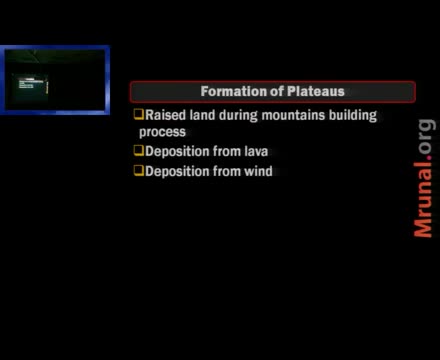 Formation of Plateaus
❑Raised land during mountains building
process
❑Deposition from lava
❑Deposition from wind
Mrunal.org